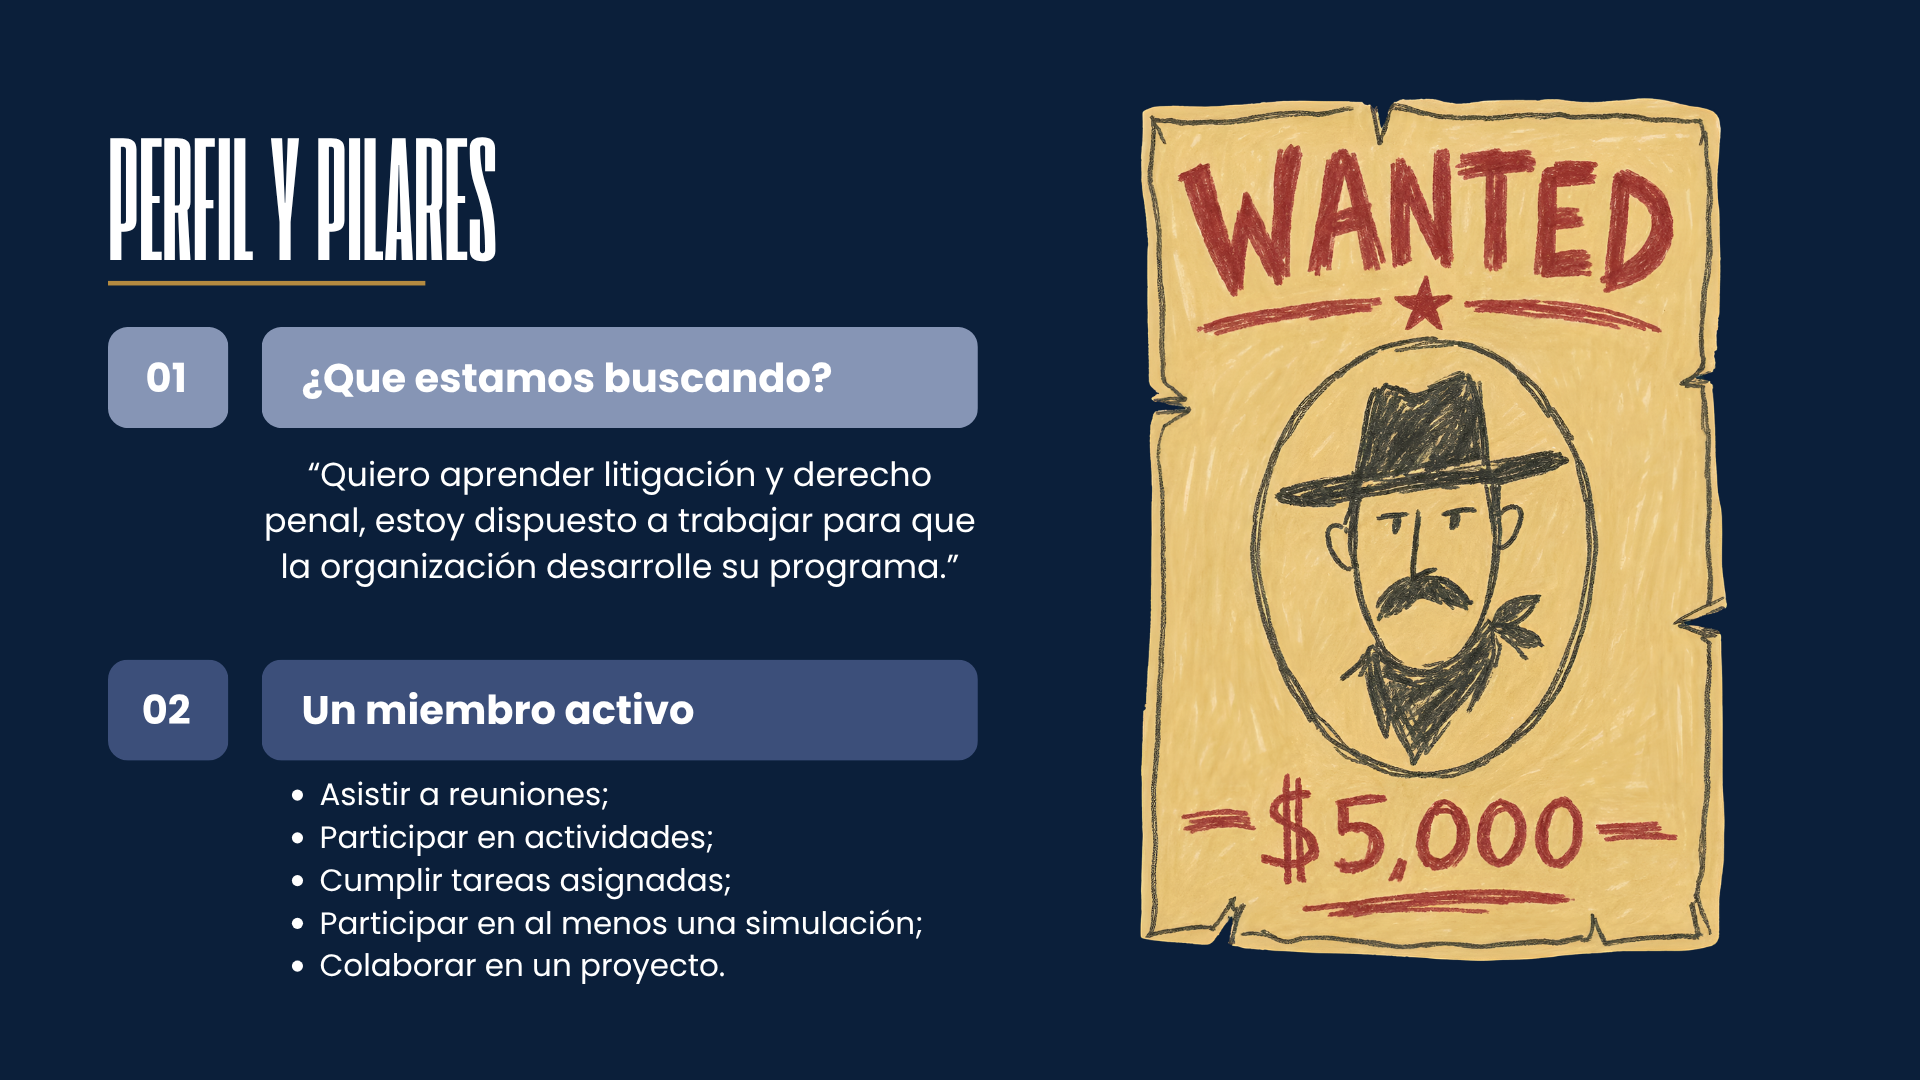 PERFIL Y PILARES
01
¿Que estamos buscando?
“Quiero aprender litigación y derecho
penal, estoy dispuesto a trabajar para que
la organización desarrolle su programa.”
02
Un miembro activo
• Asistir a reuniones;
• Participar en actividades;
• Cumplir tareas asignadas;
• Participar en al menos una simulación;
• Colaborar en un proyecto.
WANTED
$5,000